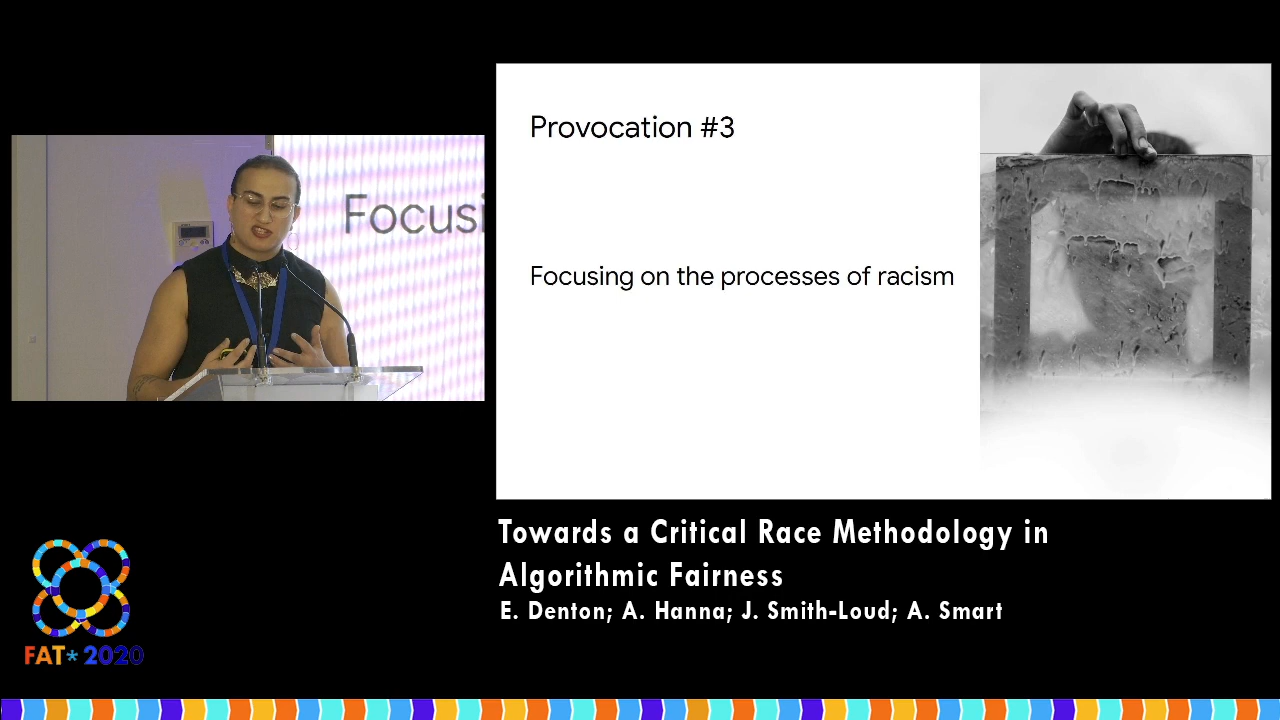 Focusi
Provocation #3
Focusing on the processes of racism
Towards a Critical Race Methodology in
Algorithmic Fairness
E. Denton; A. Hanna; J. Smith-Loud; A. Smart
FAT* 2020